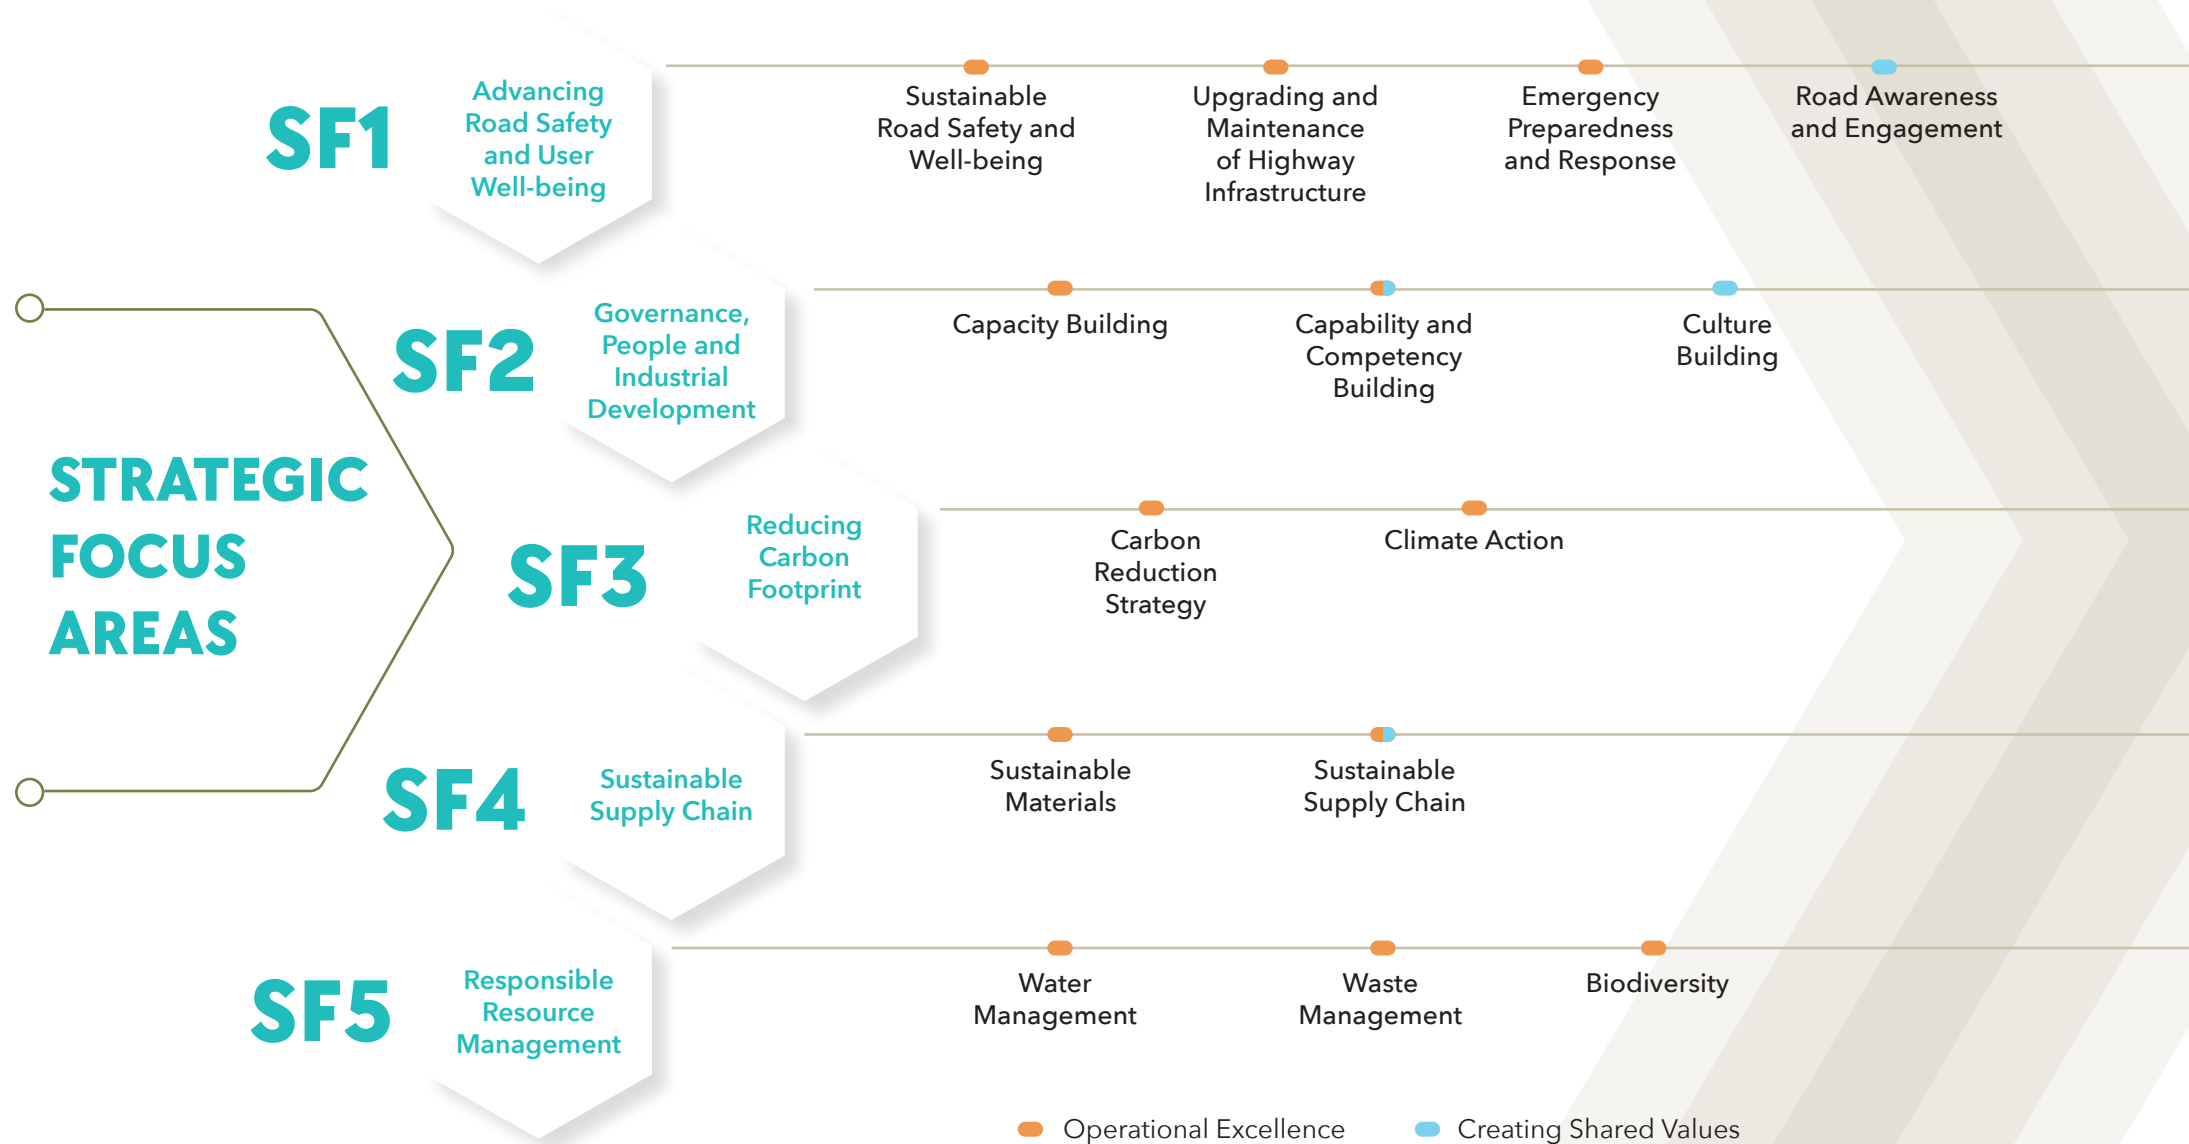 STRATEGIC
FOCUS
AREAS
SF1
Advancing
Road Safety
and User
Well-being
Sustainable
Road Safety and
Well-being
Upgrading and
Maintenance
of Highway
Infrastructure
Emergency
Preparedness
and Response
Road Awareness
and Engagement
SF2
Governance,
People and
Industrial
Development
Capacity Building
Capability and
Competency
Building
Culture
Building
SF3
Reducing
Carbon
Footprint
Carbon
Reduction
Strategy
Climate Action
SF4
Sustainable
Supply Chain
Sustainable
Materials
Sustainable
Supply Chain
SF5
Responsible
Resource
Management
Water
Management
Waste
Management
Biodiversity
Operational Excellence
Creating Shared Values